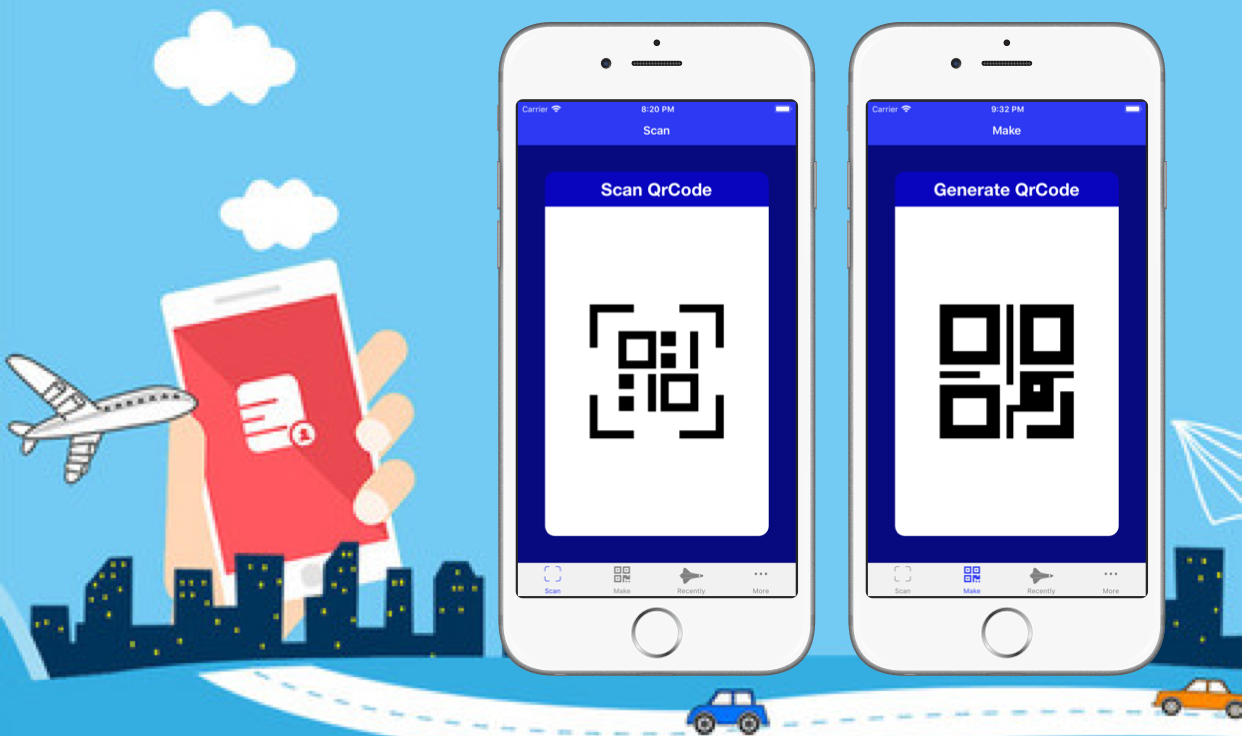 1
Carrier 8:20 PM
Scan
Scan QrCode
Scan Make Recently More
Carrier 9:32 PM
Make
Generate QrCode
Scan Make Recently More